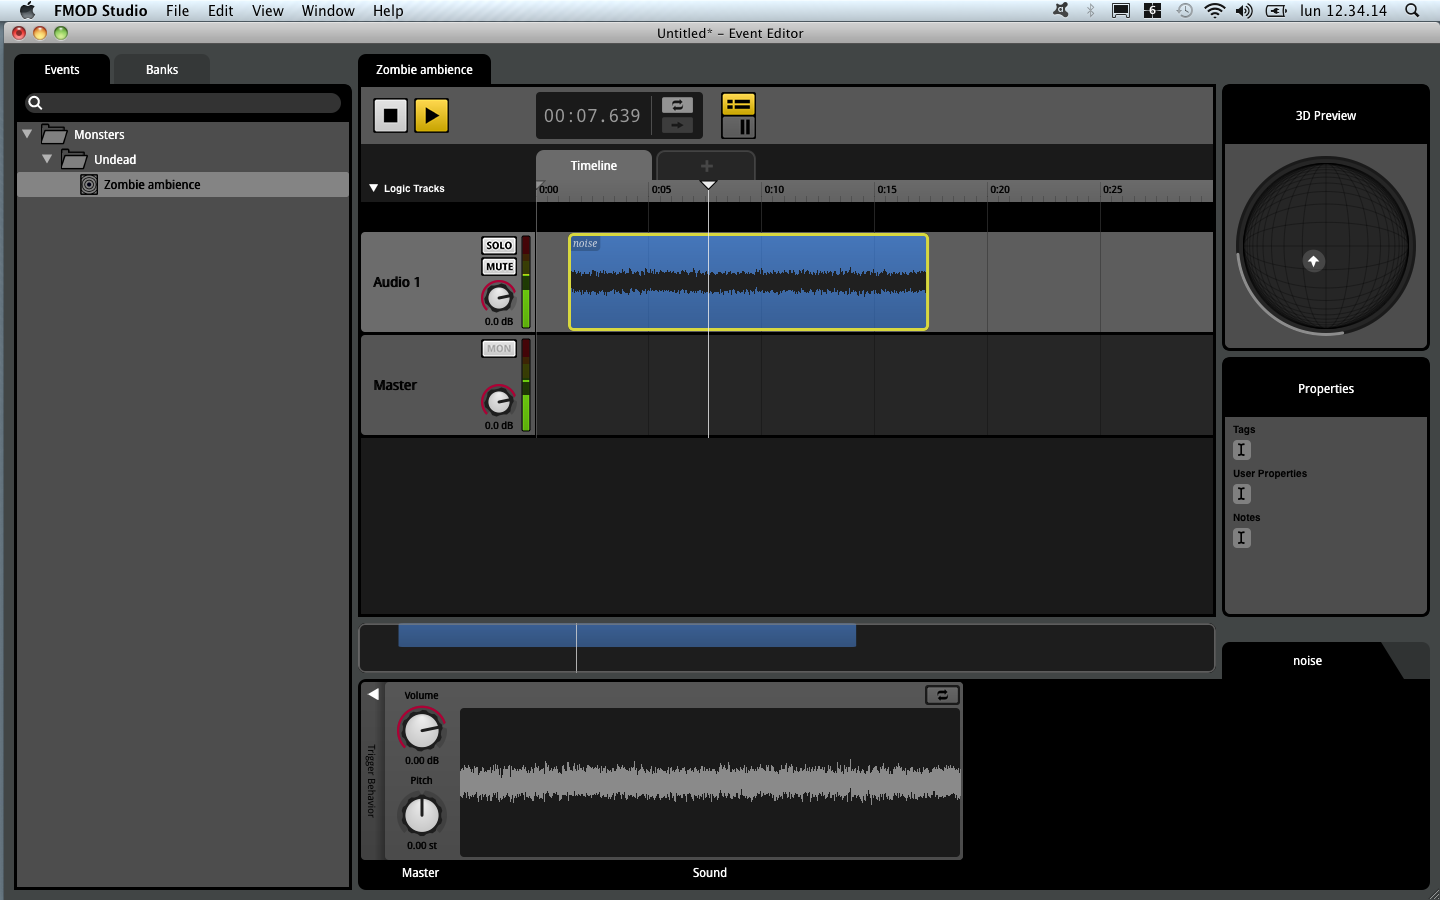 FMOD Studio File Edit View Window Help 6 lun 12.34.14
Untitled* – Event Editor
Events Banks
Monsters
Undead
Zombie ambience
Zombie ambience
00:07.639
Timeline +
Logic Tracks
0:00 0:05 0:10 0:15 0:20 0:25
Audio 1
SOLO
MUTE
0.0 dB
noise
Master
MON
0.0 dB
3D Preview
Properties
Tags
User Properties
Notes
noise
Trigger Behavior
Volume
0.00 dB
Pitch
0.00 st
Master
Sound